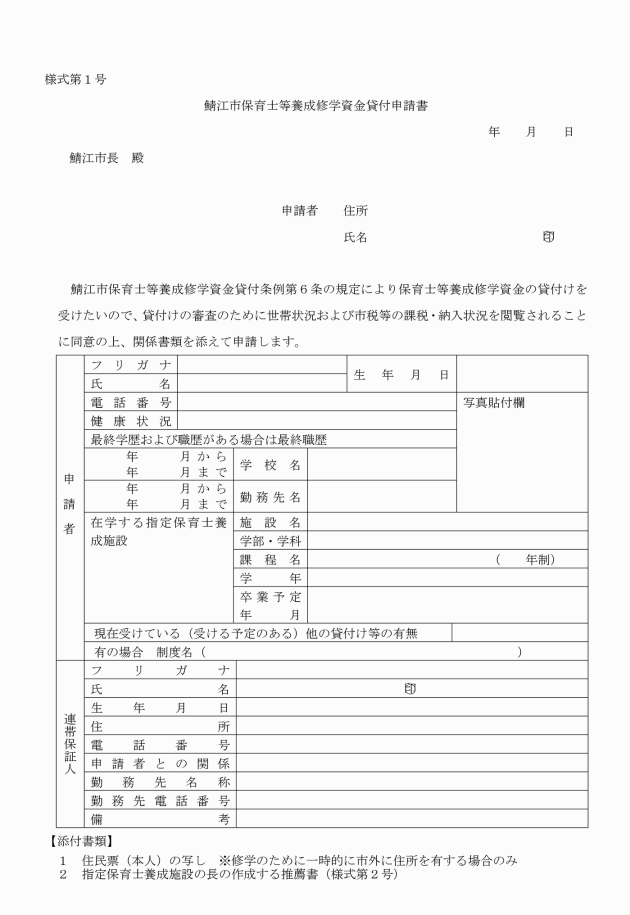 様式第１号
鯖江市保育士等養成修学資金貸付申請書
年　　月　　日
鯖江市長　殿
申請者　　住所
氏名　　　　　　　　　　　　　　㊞
鯖江市保育士等養成修学資金貸付条例第６条の規定により保育士等養成修学資金の貸付けを
受けたいので、貸付けの審査のために世帯状況および市税等の課税・納入状況を閲覧されること
に同意の上、関係書類を添えて申請します。
申請者
フリガナ
氏名
生年月日
電話番号
写真貼付欄
健康状況
最終学歴および職歴がある場合は最終職歴
年　　　月から
年　　　月まで
学校名
年　　　月から
年　　　月まで
勤務先名
在学する指定保育士養
成施設
施設名
学部・学科
課程名
（　　年制）
学年
卒業予定
年月
現在受けている（受ける予定のある）他の貸付け等の有無
有の場合　制度名（　　　　　　　　　　　　　　　　　　　　　　　　　）
連帯保証人
フリガナ
氏名
㊞
生年月日
住所
電話番号
申請者との関係
勤務先名称
勤務先電話番号
備考
【添付書類】
１　住民票（本人）の写し　※修学のために一時的に市外に住所を有する場合のみ
２　指定保育士養成施設の長の作成する推薦書（様式第２号）